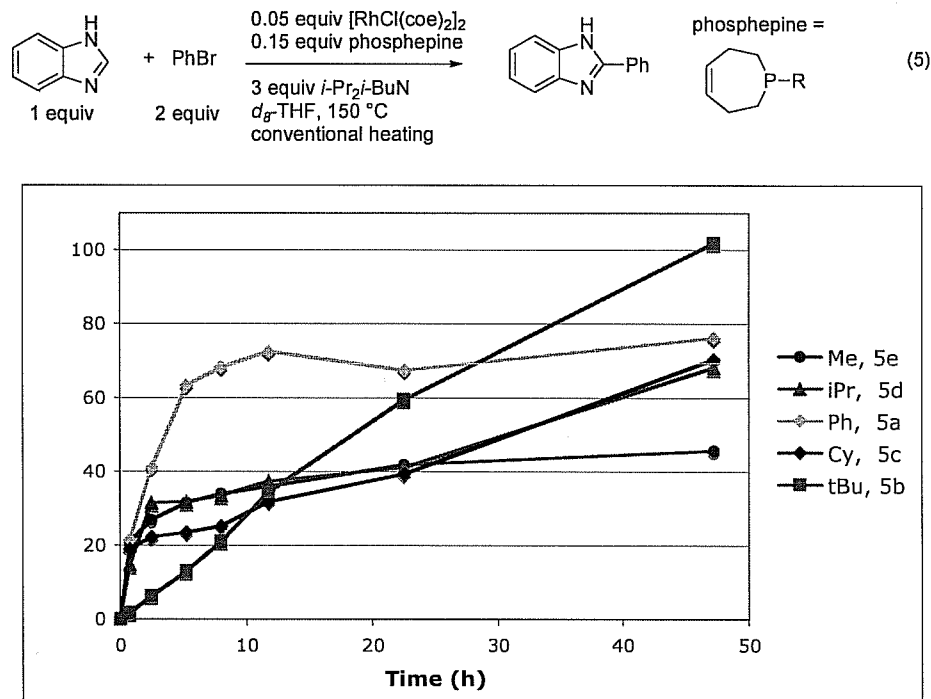 0.05 equiv [RhCl(coe)2]2
0.15 equiv phosphepine
3 equiv i-Pr2i-BuN
d8-THF, 150 °C
conventional heating
H
N
N
1 equiv
+ PhBr
2 equiv
H
N
Ph
N
phosphepine =
P-R
(5)
100
80
60
40
20
0
0
10
20
30
40
50
Time (h)
Me, 5e
iPr, 5d
Ph, 5a
Cy, 5c
tBu, 5b